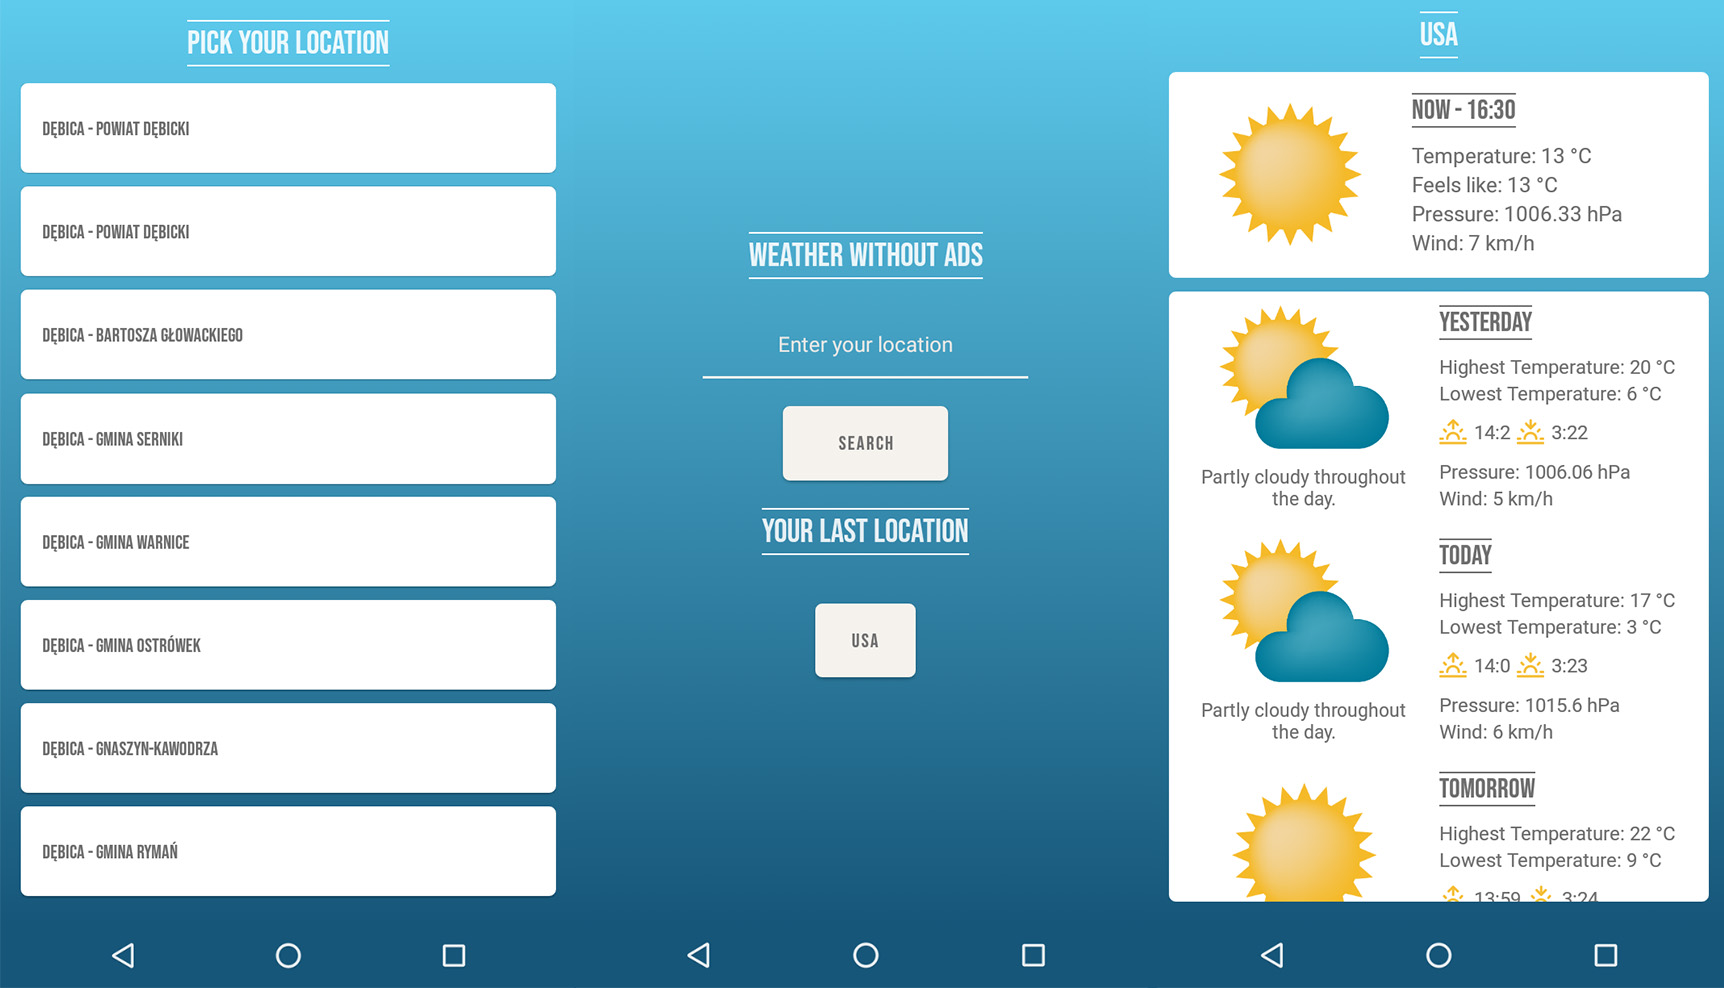 PICK YOUR LOCATION
DĘBICA - POWIAT DĘBICKI
DĘBICA - POWIAT DĘBICKI
DĘBICA - BARTOSZA GŁOWACKIEGO
DĘBICA - GMINA SERNIKI
DĘBICA - GMINA WARNICE
DĘBICA - GMINA OSTRÓWEK
DĘBICA - GNASZYN-KAWODRZA
DĘBICA - GMINA RYMAŃ
WEATHER WITHOUT ADS
Enter your location
SEARCH
YOUR LAST LOCATION
USA
USA
NOW - 16:30
Temperature: 13 °C
Feels like: 13 °C
Pressure: 1006.33 hPa
Wind: 7 km/h
YESTERDAY
Highest Temperature: 20 °C
Lowest Temperature: 6 °C
14:2 3:22
Pressure: 1006.06 hPa
Wind: 5 km/h
Partly cloudy throughout
the day.
TODAY
Highest Temperature: 17 °C
Lowest Temperature: 3 °C
14:0 3:23
Pressure: 1015.6 hPa
Wind: 6 km/h
Partly cloudy throughout
the day.
TOMORROW
Highest Temperature: 22 °C
Lowest Temperature: 9 °C
13:59 3:24